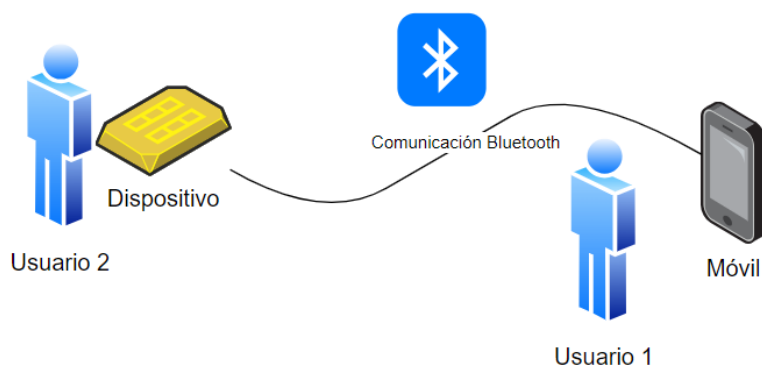 Comunicación Bluetooth
Dispositivo
Usuario 2
Móvil
Usuario 1